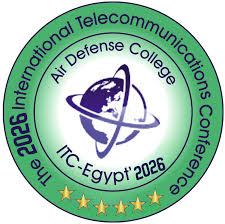 The 2026 International Telecommunications Conference
Air Defense College
ITC-Egypt'2026